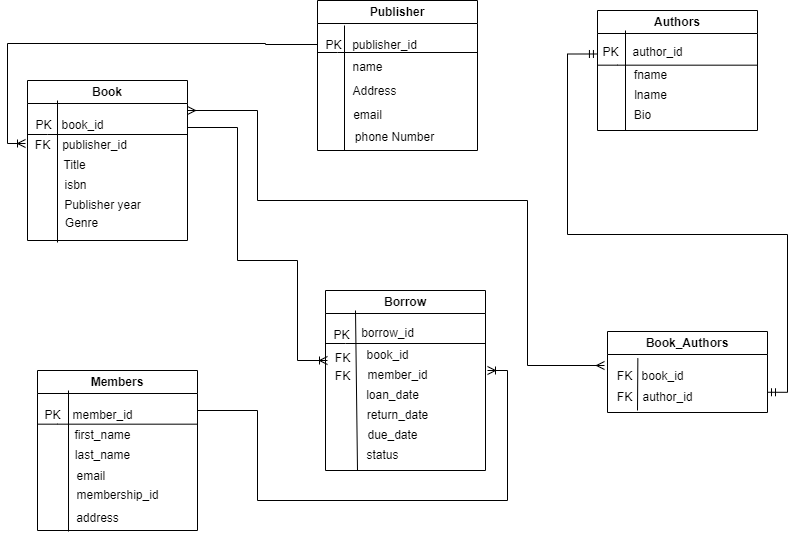 Publisher
PK publisher_id
name
Address
email
phone Number
Authors
PK author_id
fname
lname
Bio
Book
PK book_id
FK publisher_id
Title
isbn
Publisher year
Genre
Borrow
PK borrow_id
FK book_id
FK member_id
loan_date
return_date
due_date
status
Book_Authors
FK book_id
FK author_id
Members
PK member_id
first_name
last_name
email
membership_id
address